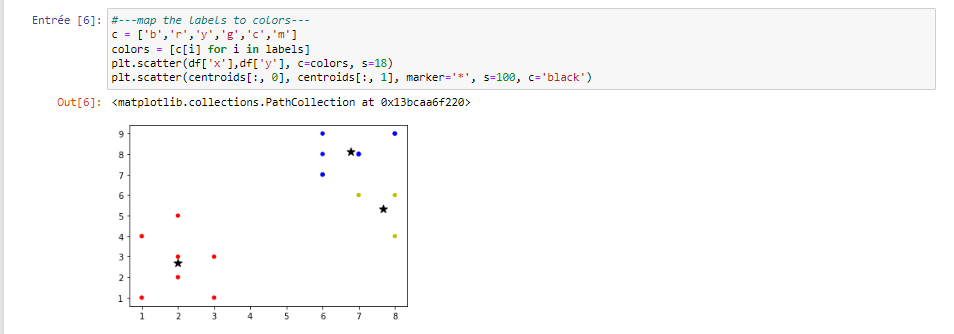 Entrée [6]: #---map the labels to colors---
c = ['b','r','y','g','c','m']
colors = [c[i] for i in labels]
plt.scatter(df['x'],df['y'], c=colors, s=18)
plt.scatter(centroids[:, 0], centroids[:, 1], marker='*', s=100, c='black')
Out[6]: <matplotlib.collections.PathCollection at 0x13bcaa6f220>
9
8
7
6
5
4
3
2
1
1 2 3 4 5 6 7 8